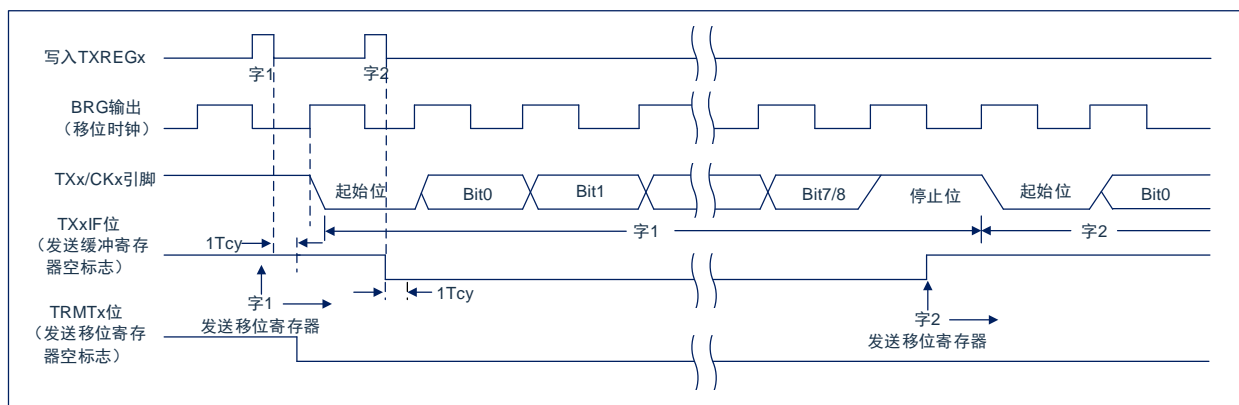 写入TXREGx
字1
字2
BRG输出
（移位时钟）
TXx/CKx引脚
起始位
Bit0
Bit1
Bit7/8
停止位
起始位
Bit0
TXxIF位
（发送缓冲寄存
器空标志）
1Tcy
字1
字2
1Tcy
字1
发送移位寄存器
字2
发送移位寄存器
TRMTx位
（发送移位寄存
器空标志）